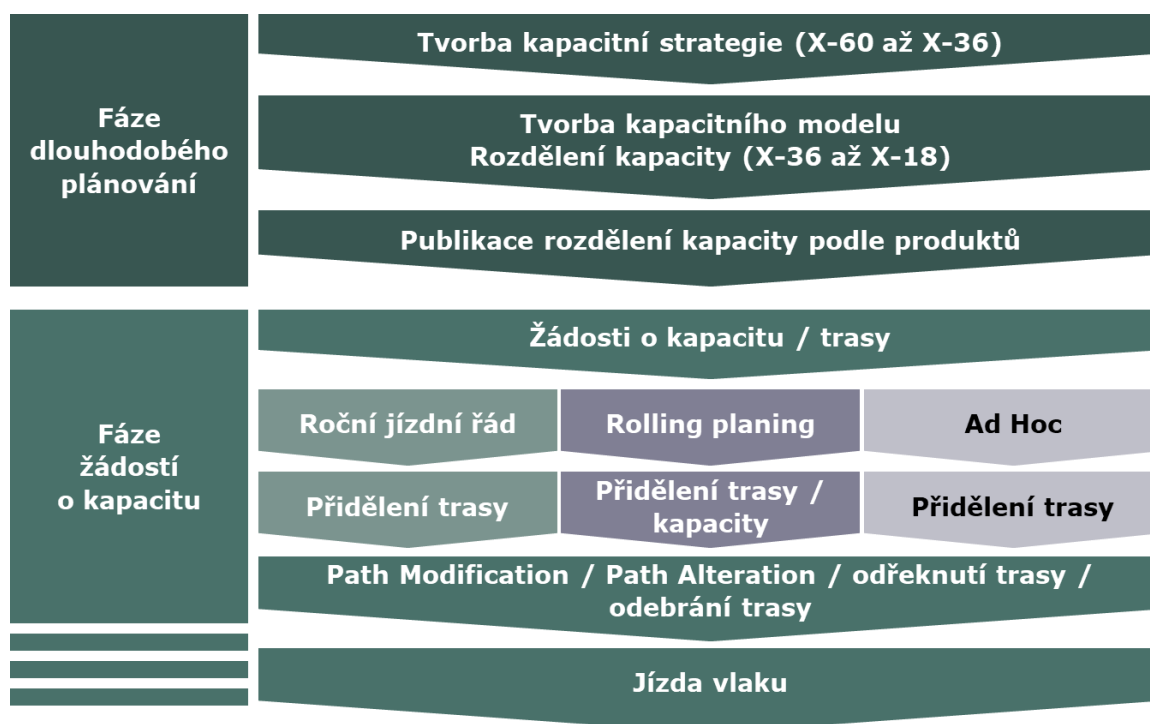 Fáze
dlouhodobého
plánování
Tvorba kapacitní strategie (X-60 až X-36)
Tvorba kapacitního modelu
Rozdělení kapacity (X-36 až X-18)
Publikace rozdělení kapacity podle produktů
Fáze
žádostí
o kapacitu
Žádosti o kapacitu / trasy
Roční jízdní řád
Rolling planing
Ad Hoc
Přidělení trasy
Přidělení trasy /
kapacity
Přidělení trasy
Path Modification / Path Alteration / odřeknutí trasy /
odebrání trasy
Jízda vlaku